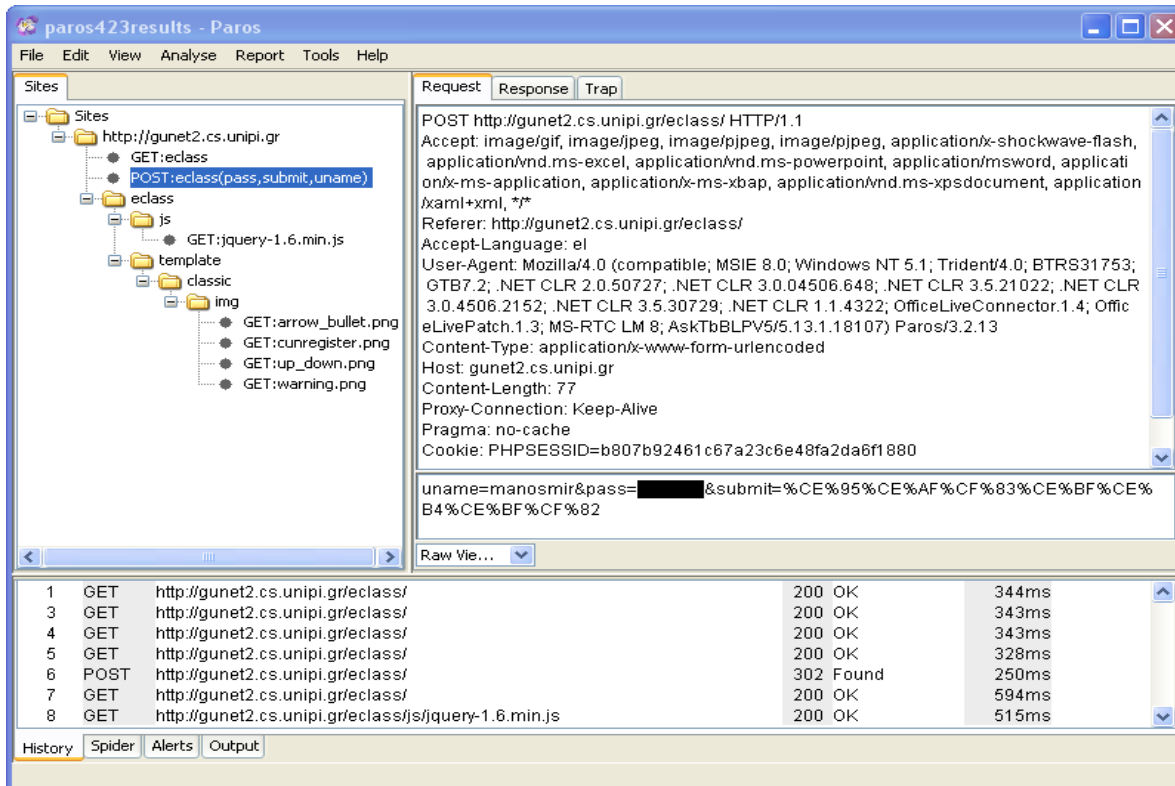 paros423results - Paros
File Edit View Analyse Report Tools Help
Sites
Sites
http://gunet2.cs.unipi.gr
GET:eclass
POST:eclass(pass,submit,uname)
eclass
js
GET:jquery-1.6.min.js
template
classic
img
GET:arrow_bullet.png
GET:cunregister.png
GET:up_down.png
GET:warning.png
Request Response Trap
POST http://gunet2.cs.unipi.gr/eclass/ HTTP/1.1
Accept: image/gif, image/jpeg, image/pjpeg, image/pjpeg, application/x-shockwave-flash,
application/vnd.ms-excel, application/vnd.ms-powerpoint, application/msword, applicati
on/x-ms-application, application/x-ms-xbap, application/vnd.ms-xpsdocument, application
/xaml+xml, */*
Referer: http://gunet2.cs.unipi.gr/eclass/
Accept-Language: el
User-Agent: Mozilla/4.0 (compatible; MSIE 8.0; Windows NT 5.1; Trident/4.0; BTRS31753;
GTB7.2; .NET CLR 2.0.50727; .NET CLR 3.0.04506.648; .NET CLR 3.5.21022; .NET CLR
3.0.4506.2152; .NET CLR 3.5.30729; .NET CLR 1.1.4322; OfficeLiveConnector.1.4; Offic
eLivePatch.1.3; MS-RTC LM 8; AskTbBLPV5/5.13.1.18107) Paros/3.2.13
Content-Type: application/x-www-form-urlencoded
Host: gunet2.cs.unipi.gr
Content-Length: 77
Proxy-Connection: Keep-Alive
Pragma: no-cache
Cookie: PHPSESSID=b807b92461c67a23c6e48fa2da6f1880
uname=manosmir&pass= &submit=%CE%95%CE%AF%CF%83%CE%BF%CE%
B4%CE%BF%CF%82
Raw Vie...
1 GET http://gunet2.cs.unipi.gr/eclass/ 200 OK 344ms
3 GET http://gunet2.cs.unipi.gr/eclass/ 200 OK 343ms
4 GET http://gunet2.cs.unipi.gr/eclass/ 200 OK 343ms
5 GET http://gunet2.cs.unipi.gr/eclass/ 200 OK 328ms
6 POST http://gunet2.cs.unipi.gr/eclass/ 302 Found 250ms
7 GET http://gunet2.cs.unipi.gr/eclass/ 200 OK 594ms
8 GET http://gunet2.cs.unipi.gr/eclass/js/jquery-1.6.min.js 200 OK 515ms
History Spider Alerts Output